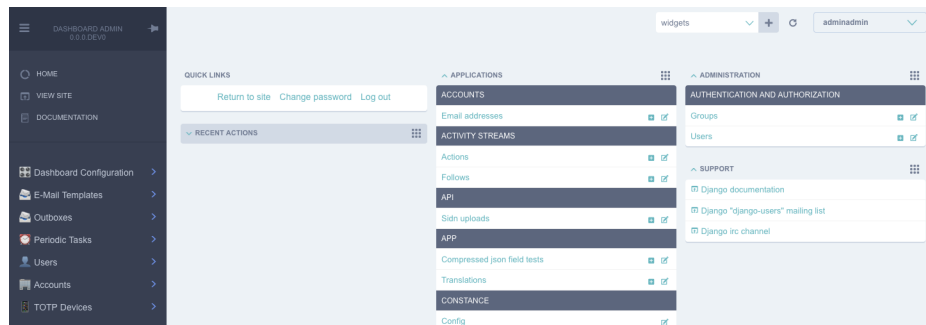 DASHBOARD ADMIN
0.0.0.DEV0
HOME
VIEW SITE
DOCUMENTATION
Dashboard Configuration
E-Mail Templates
Outboxes
Periodic Tasks
Users
Accounts
TOTP Devices
widgets
adminadmin
QUICK LINKS
Return to site Change password Log out
RECENT ACTIONS
APPLICATIONS
ACCOUNTS
Email addresses
ACTIVITY STREAMS
Actions
Follows
API
Sidn uploads
APP
Compressed json field tests
Translations
CONSTANCE
Config
ADMINISTRATION
AUTHENTICATION AND AUTHORIZATION
Groups
Users
SUPPORT
Django documentation
Django "django-users" mailing list
Django irc channel